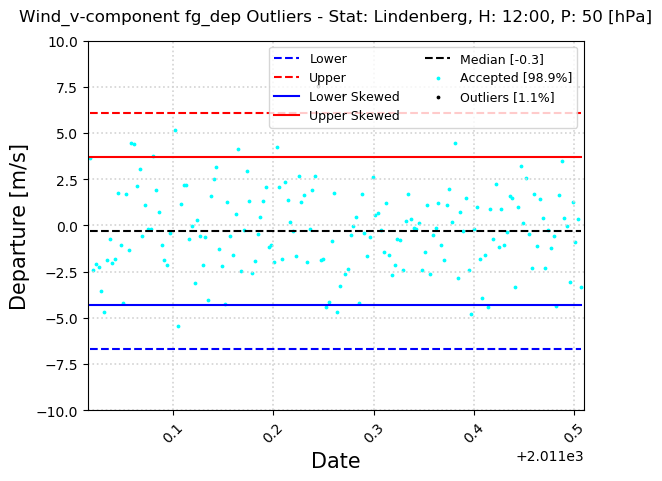 Wind_v-component fg_dep Outliers - Stat: Lindenberg, H: 12:00, P: 50 [hPa]
Departure [m/s]
10.0
7.5
5.0
2.5
0.0
−2.5
−5.0
−7.5
−10.0
Lower
Upper
Lower Skewed
Upper Skewed
Median [-0.3]
Accepted [98.9%]
Outliers [1.1%]
0.1
0.2
0.3
0.4
0.5
+2.011e3
Date